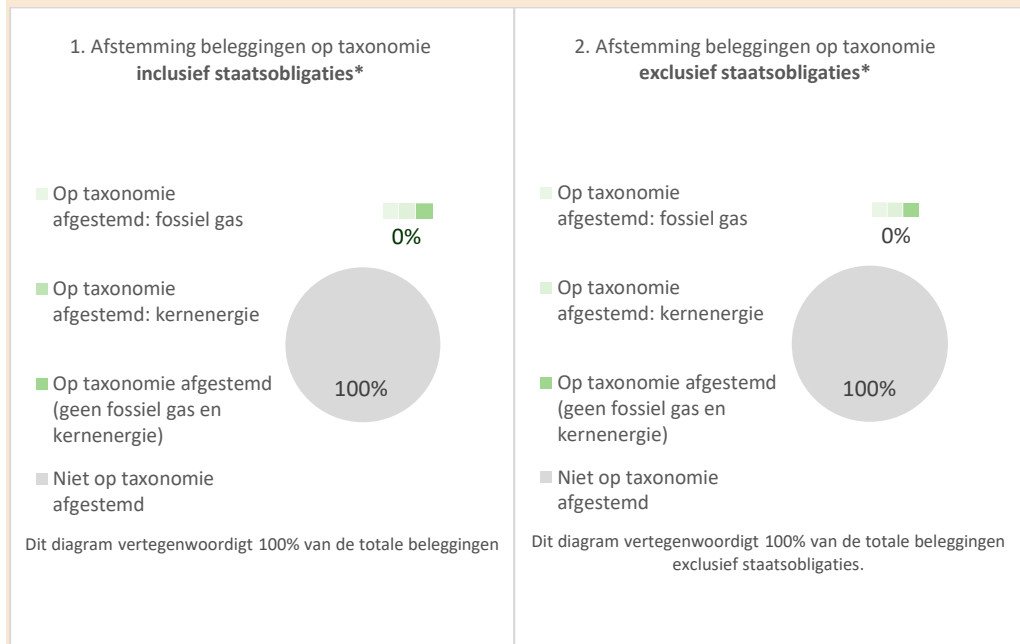 1. Afstemming beleggingen op taxonomie
inclusief staatsobligaties*
Op taxonomie
afgestemd: fossiel gas
0%
Op taxonomie
afgestemd: kernenergie
100%
Op taxonomie afgestemd
(geen fossiel gas en
kernenergie)
Niet op taxonomie
afgestemd
Dit diagram vertegenwoordigt 100% van de totale beleggingen
2. Afstemming beleggingen op taxonomie
exclusief staatsobligaties*
Op taxonomie
afgestemd: fossiel gas
0%
Op taxonomie
afgestemd: kernenergie
100%
Op taxonomie afgestemd
(geen fossiel gas en
kernenergie)
Niet op taxonomie
afgestemd
Dit diagram vertegenwoordigt 100% van de totale beleggingen
exclusief staatsobligaties.